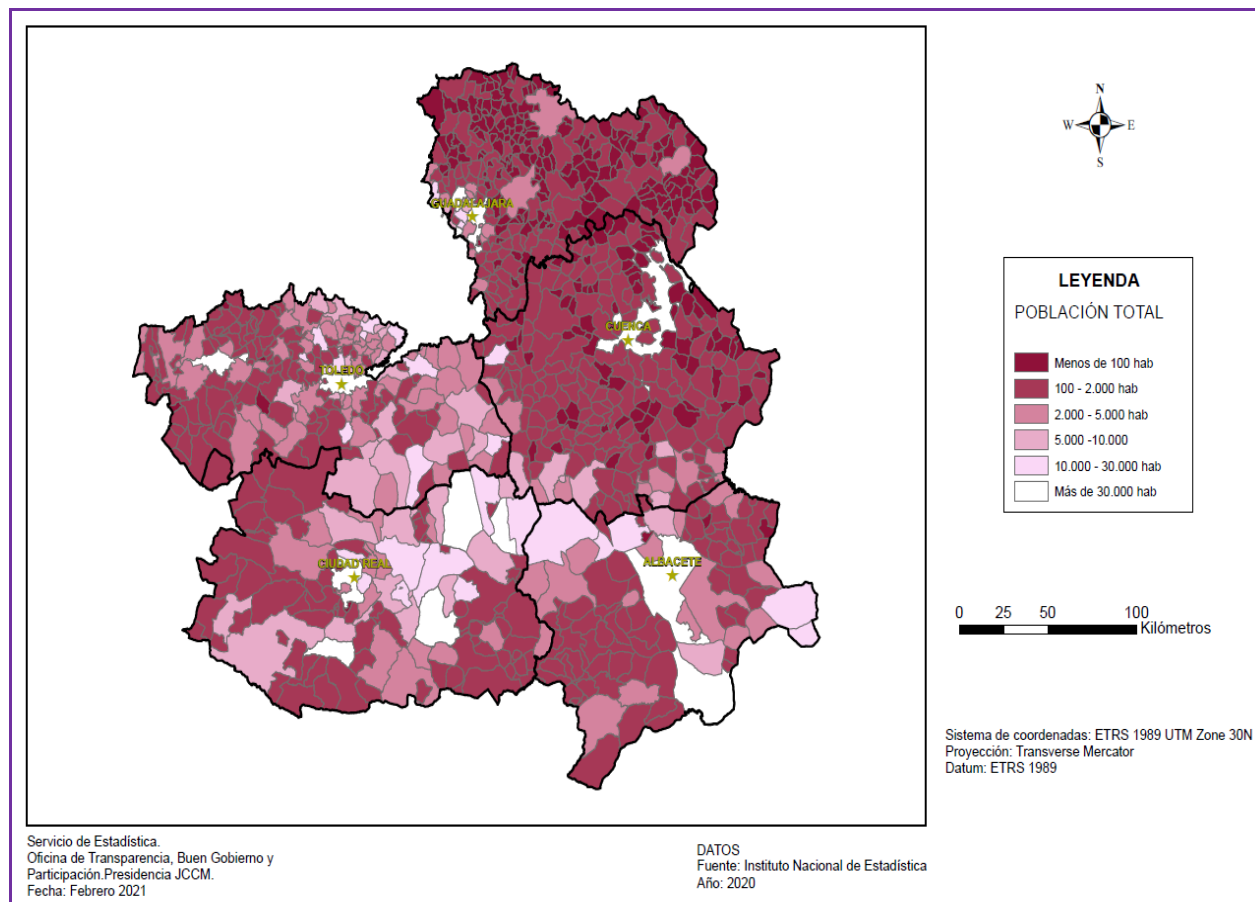 N
W
E
S
GUADALAJARA
CUENCA
TOLEDO
CIUDAD REAL
ALBACETE
LEYENDA
POBLACIÓN TOTAL
Menos de 100 hab
100 - 2.000 hab
2.000 - 5.000 hab
5.000 -10.000
10.000 - 30.000 hab
Más de 30.000 hab
0 25 50 100
Kilómetros
Sistema de coordenadas: ETRS 1989 UTM Zone 30N
Proyección: Transverse Mercator
Datum: ETRS 1989
Servicio de Estadística.
Oficina de Transparencia, Buen Gobierno y
Participación.Presidencia JCCM.
Fecha: Febrero 2021
DATOS
Fuente: Instituto Nacional de Estadística
Año: 2020